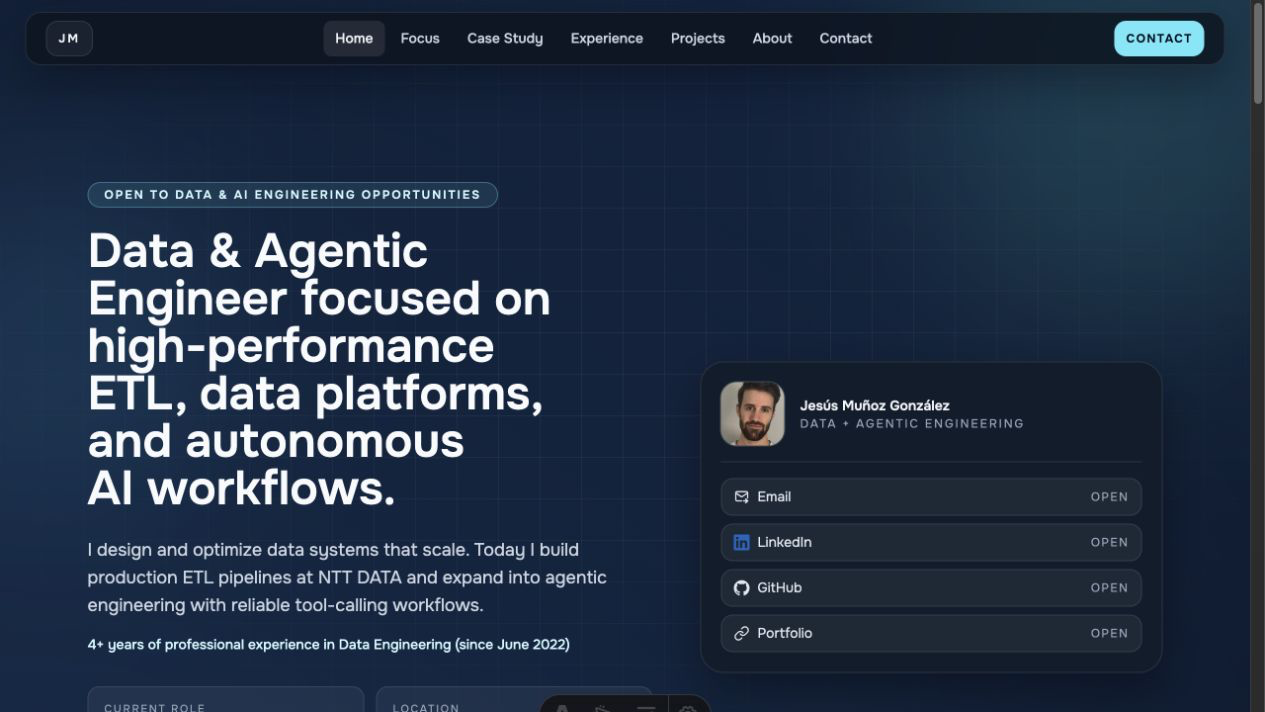 JM
Home Focus Case Study Experience Projects About Contact
CONTACT
OPEN TO DATA & AI ENGINEERING OPPORTUNITIES
Data & Agentic
Engineer focused on
high-performance
ETL, data platforms,
and autonomous
AI workflows.
I design and optimize data systems that scale. Today I build
production ETL pipelines at NTT DATA and expand into agentic
engineering with reliable tool-calling workflows.
4+ years of professional experience in Data Engineering (since June 2022)
CURRENT ROLE
LOCATION
Jesús Muñoz González
DATA + AGENTIC ENGINEERING
Email OPEN
LinkedIn OPEN
GitHub OPEN
Portfolio OPEN